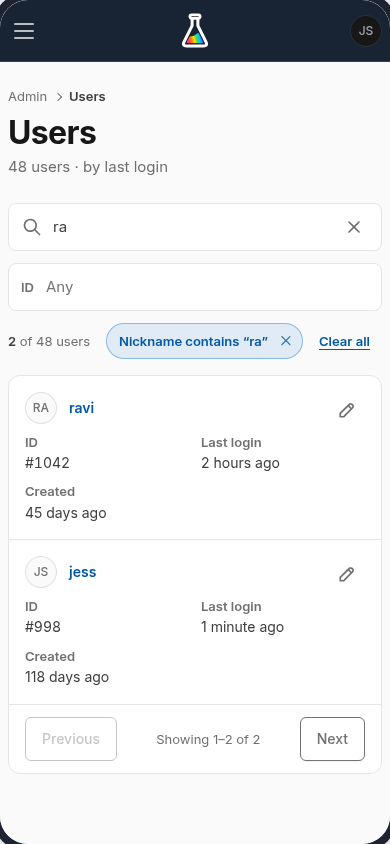 JS
Admin > Users
Users
48 users · by last login
ra
ID Any
2 of 48 users Nickname contains “ra” Clear all
RA ravi
ID Last login
#1042 2 hours ago
Created
45 days ago
JS jess
ID Last login
#998 1 minute ago
Created
118 days ago
Previous Showing 1–2 of 2 Next